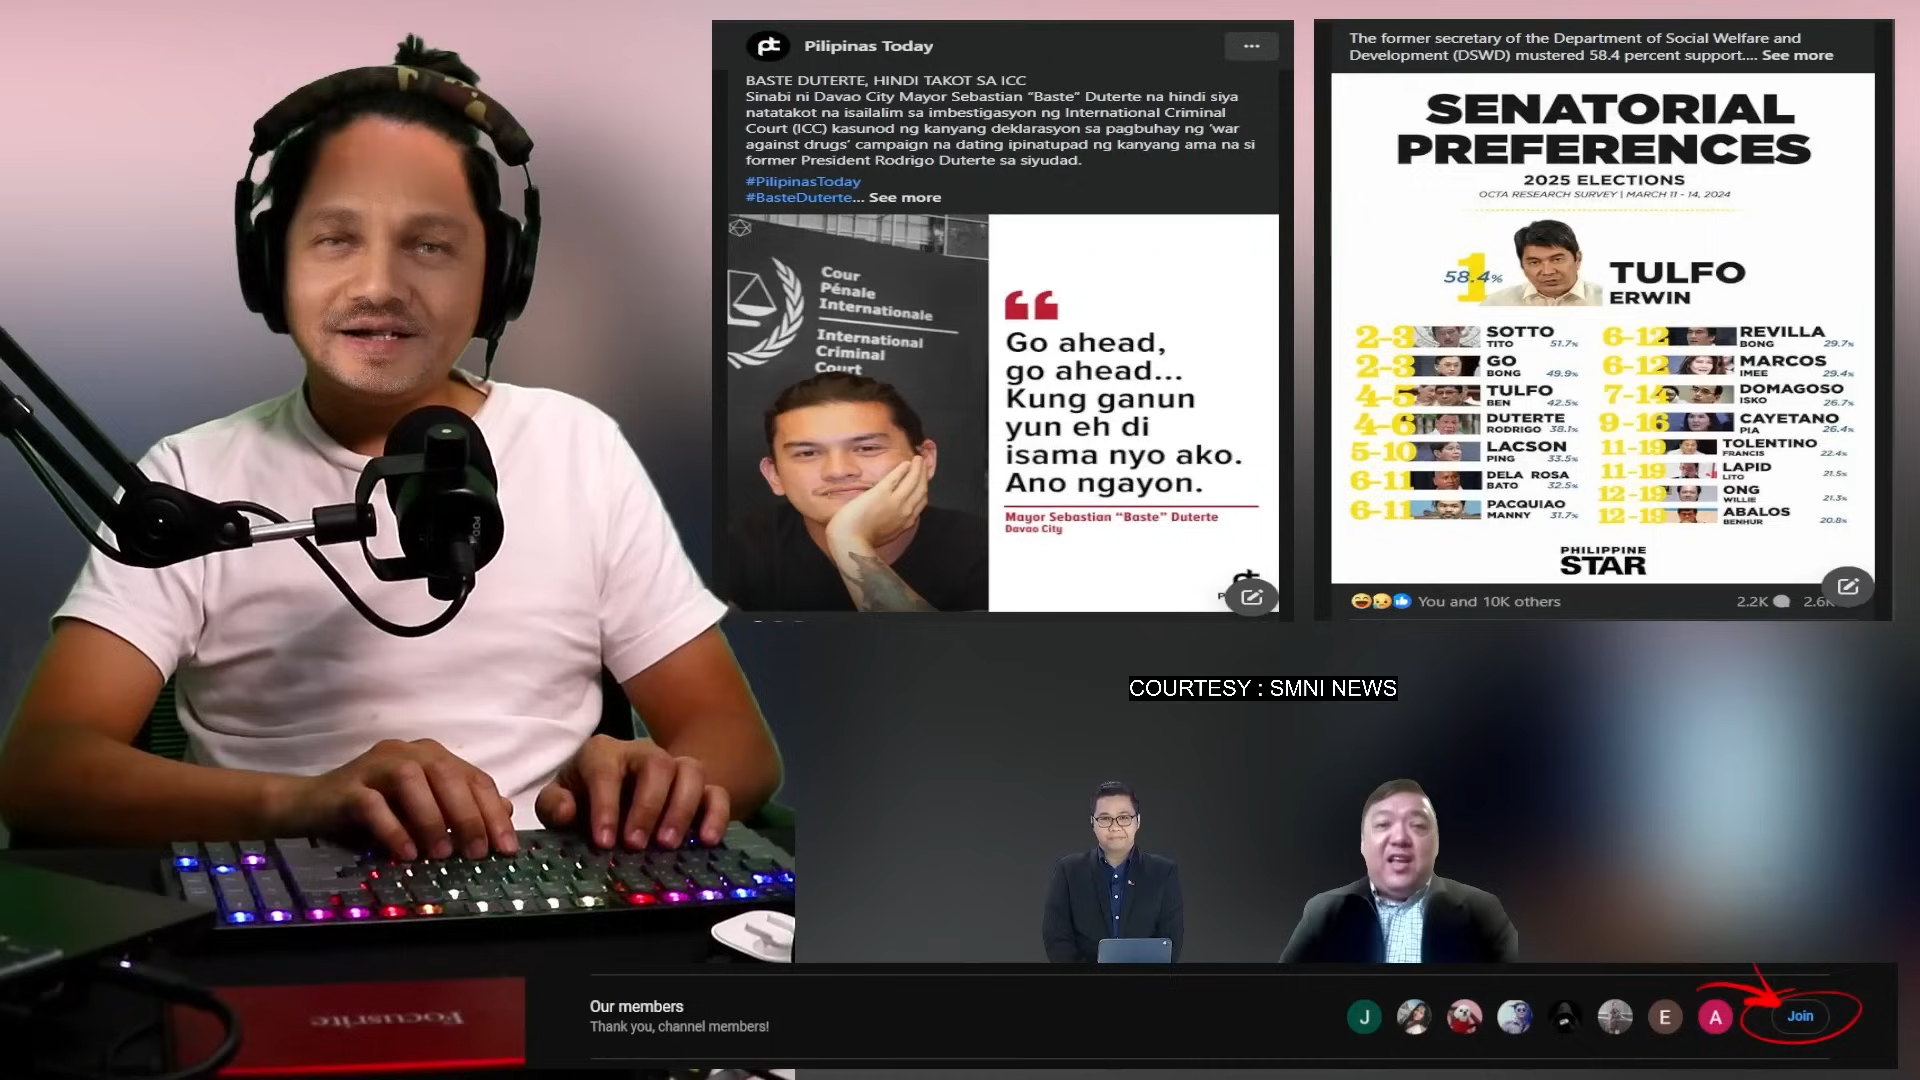 pt Pilipinas Today
BASTE DUTERTE, HINDI TAKOT SA ICC
Sinabi ni Davao City Mayor Sebastian “Baste” Duterte na hindi siya
natatakot na isailalim sa imbestigasyon ng International Criminal
Court (ICC) kasunod ng kanyang deklarasyon sa pagbuhay ng ‘war
against drugs’ campaign na dating ipinatupad ng kanyang ama na si
former President Rodrigo Duterte sa siyudad.
#PilipinasToday
#BasteDuterte... See more
Cour
Pénale
Internationale
International
Criminal
Court
Go ahead,
go ahead...
Kung ganun
yun eh di
isama nyo ako.
Ano ngayon.
Mayor Sebastian “Baste” Duterte
Davao City
The former secretary of the Department of Social Welfare and
Development (DSWD) mustered 58.4 percent support.... See more
SENATORIAL
PREFERENCES
2025 ELECTIONS
OCTA RESEARCH SURVEY | MARCH 11 - 14, 2024
1 58.4% TULFO
ERWIN
2-3 SOTTO
TITO 51.7%
2-3 GO
BONG 49.9%
4-5 TULFO
BEN 42.5%
4-6 DUTERTE
RODRIGO 38.1%
5-10 LACSON
PING 33.5%
6-11 DELA ROSA
BATO 32.5%
6-11 PACQUIAO
MANNY 31.7%
6-12 REVILLA
BONG 29.7%
6-12 MARCOS
IMEE 29.4%
7-14 DOMAGOSO
ISKO 26.7%
9-16 CAYETANO
PIA 26.4%
11-19 TOLENTINO
FRANCIS 22.4%
11-19 LAPID
LITO 21.5%
12-19 ONG
WILLIE 21.3%
12-19 ABALOS
BENHUR 20.8%
PHILIPPINE
STAR
You and 10K others 2.2K 2.6K
COURTESY : SMNI NEWS
POD
Focusrite
Our members
Thank you, channel members!
J E A Join